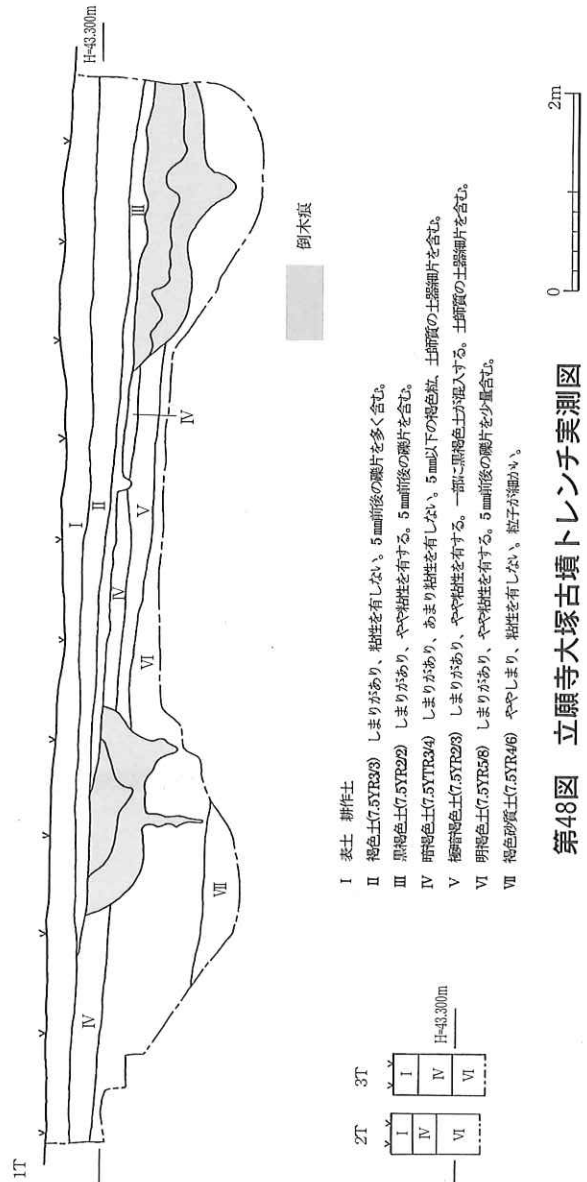 1T
H=43.300m
I
II
III
IV
IV
IV
V
VI
VII
倒木痕
I 表土 耕作土
II 褐色土(7.5YR3/3) しまりがあり、粘性を有しない。5㎜前後の礫片を多く含む。
III 黒褐色土(7.5YR2/2) しまりがあり、やや粘性を有する。5㎜前後の礫片を含む。
IV 暗褐色土(7.5YTR3/4) しまりがあり、あまり粘性を有しない。5㎜以下の褐色粒、土師質の土器細片を含む。
V 極暗褐色土(7.5YR2/3) しまりがあり、やや粘性を有する。一部に黒褐色土が混入する。土師質の土器細片を含む。
VI 明褐色土(7.5YR5/8) しまりがあり、やや粘性を有する。5㎜前後の礫片を少量含む。
VII 褐色砂質土(7.5YR4/6) ややしまり、粘性を有しない。粒子が細かい。
2T
I
IV
VI
3T
I
IV
VI
H=43.300m
0 2m
第48図 立願寺大塚古墳トレンチ実測図